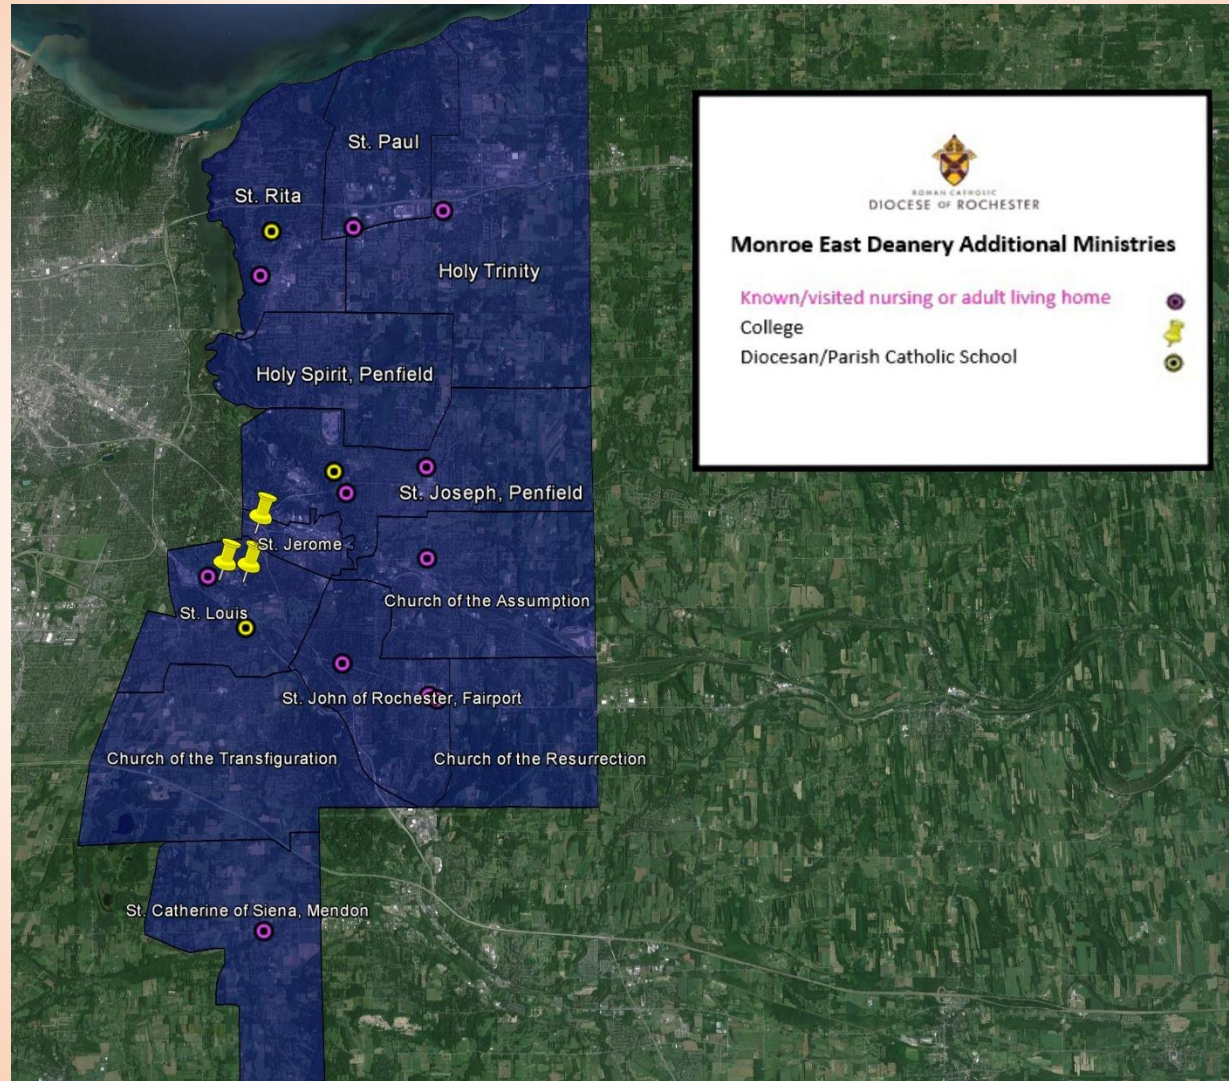 St. Paul
St. Rita
Holy Trinity
Holy Spirit, Penfield
St. Joseph, Penfield
St. Jerome
Church of the Assumption
St. Louis
St. John of Rochester, Fairport
Church of the Transfiguration
Church of the Resurrection
St. Catherine of Siena, Mendon
ROMAN CATHOLIC
DIOCESE OF ROCHESTER
Monroe East Deanery Additional Ministries
Known/visited nursing or adult living home
College
Diocesan/Parish Catholic School